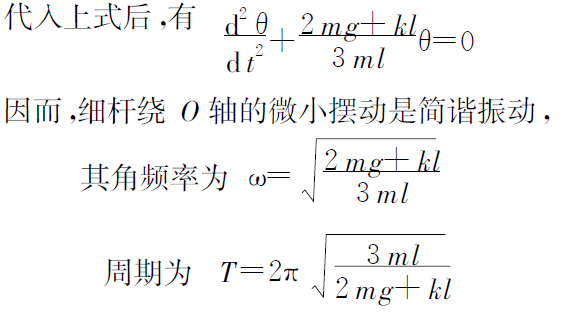 代入上式后,有 d²θ/dt² + (2mg+kl)/(3ml) θ=0
因而,细杆绕 O 轴的微小摆动是简谐振动,
其角频率为 ω=√((2mg+kl)/(3ml))
周期为 T=2π√((3ml)/(2mg+kl))